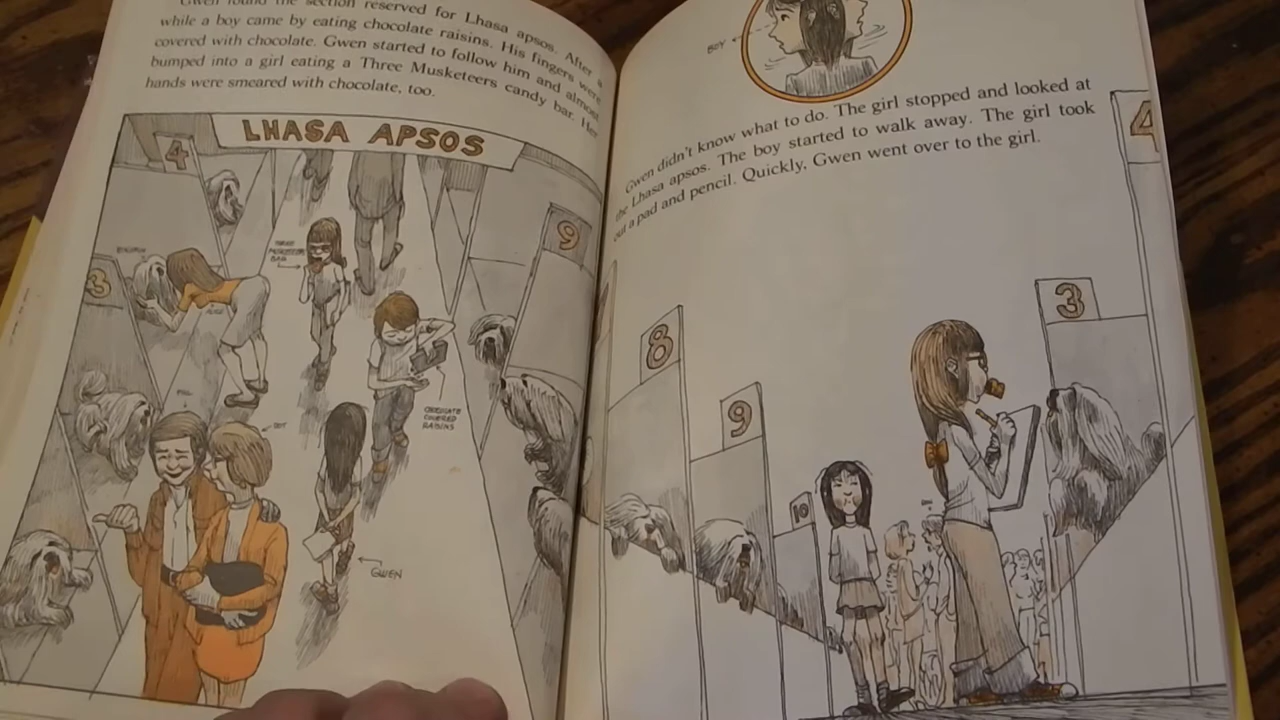 Gwen found the section reserved for Lhasa apsos. After a
while a boy came by eating chocolate raisins. His fingers were
covered with chocolate. Gwen started to follow him and almost
bumped into a girl eating a Three Musketeers candy bar. Her
hands were smeared with chocolate, too.
LHASA APSOS
4
9
3
THREE
MUSKETEERS
BAR
PHIL
DOT
CHOCOLATE
COVERED
RAISINS
GWEN
BOY
Gwen didn't know what to do. The girl stopped and looked at
the Lhasa apsos. The boy started to walk away. The girl took
out a pad and pencil. Quickly, Gwen went over to the girl.
4
3
8
9
10